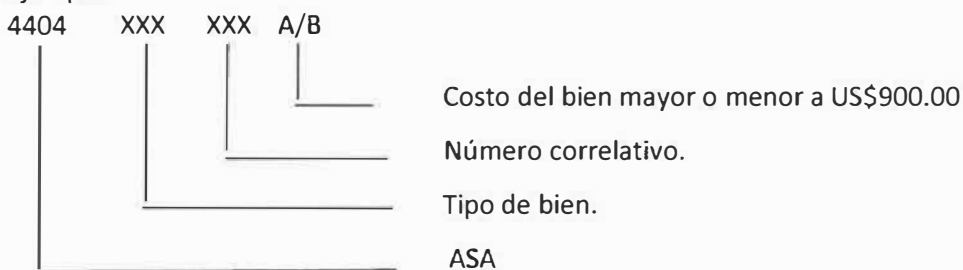 4404 XXX XXX A/B
Costo del bien mayor o menor a US$900.00
Número correlativo.
Tipo de bien.
ASA